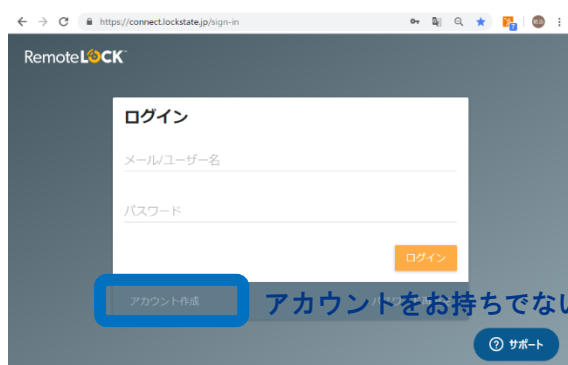 https://connect.lockstate.jp/sign-in
RemoteLOCK
ログイン
メール/ユーザー名
パスワード
ログイン
アカウント作成
アカウントをお持ちでない
サポート